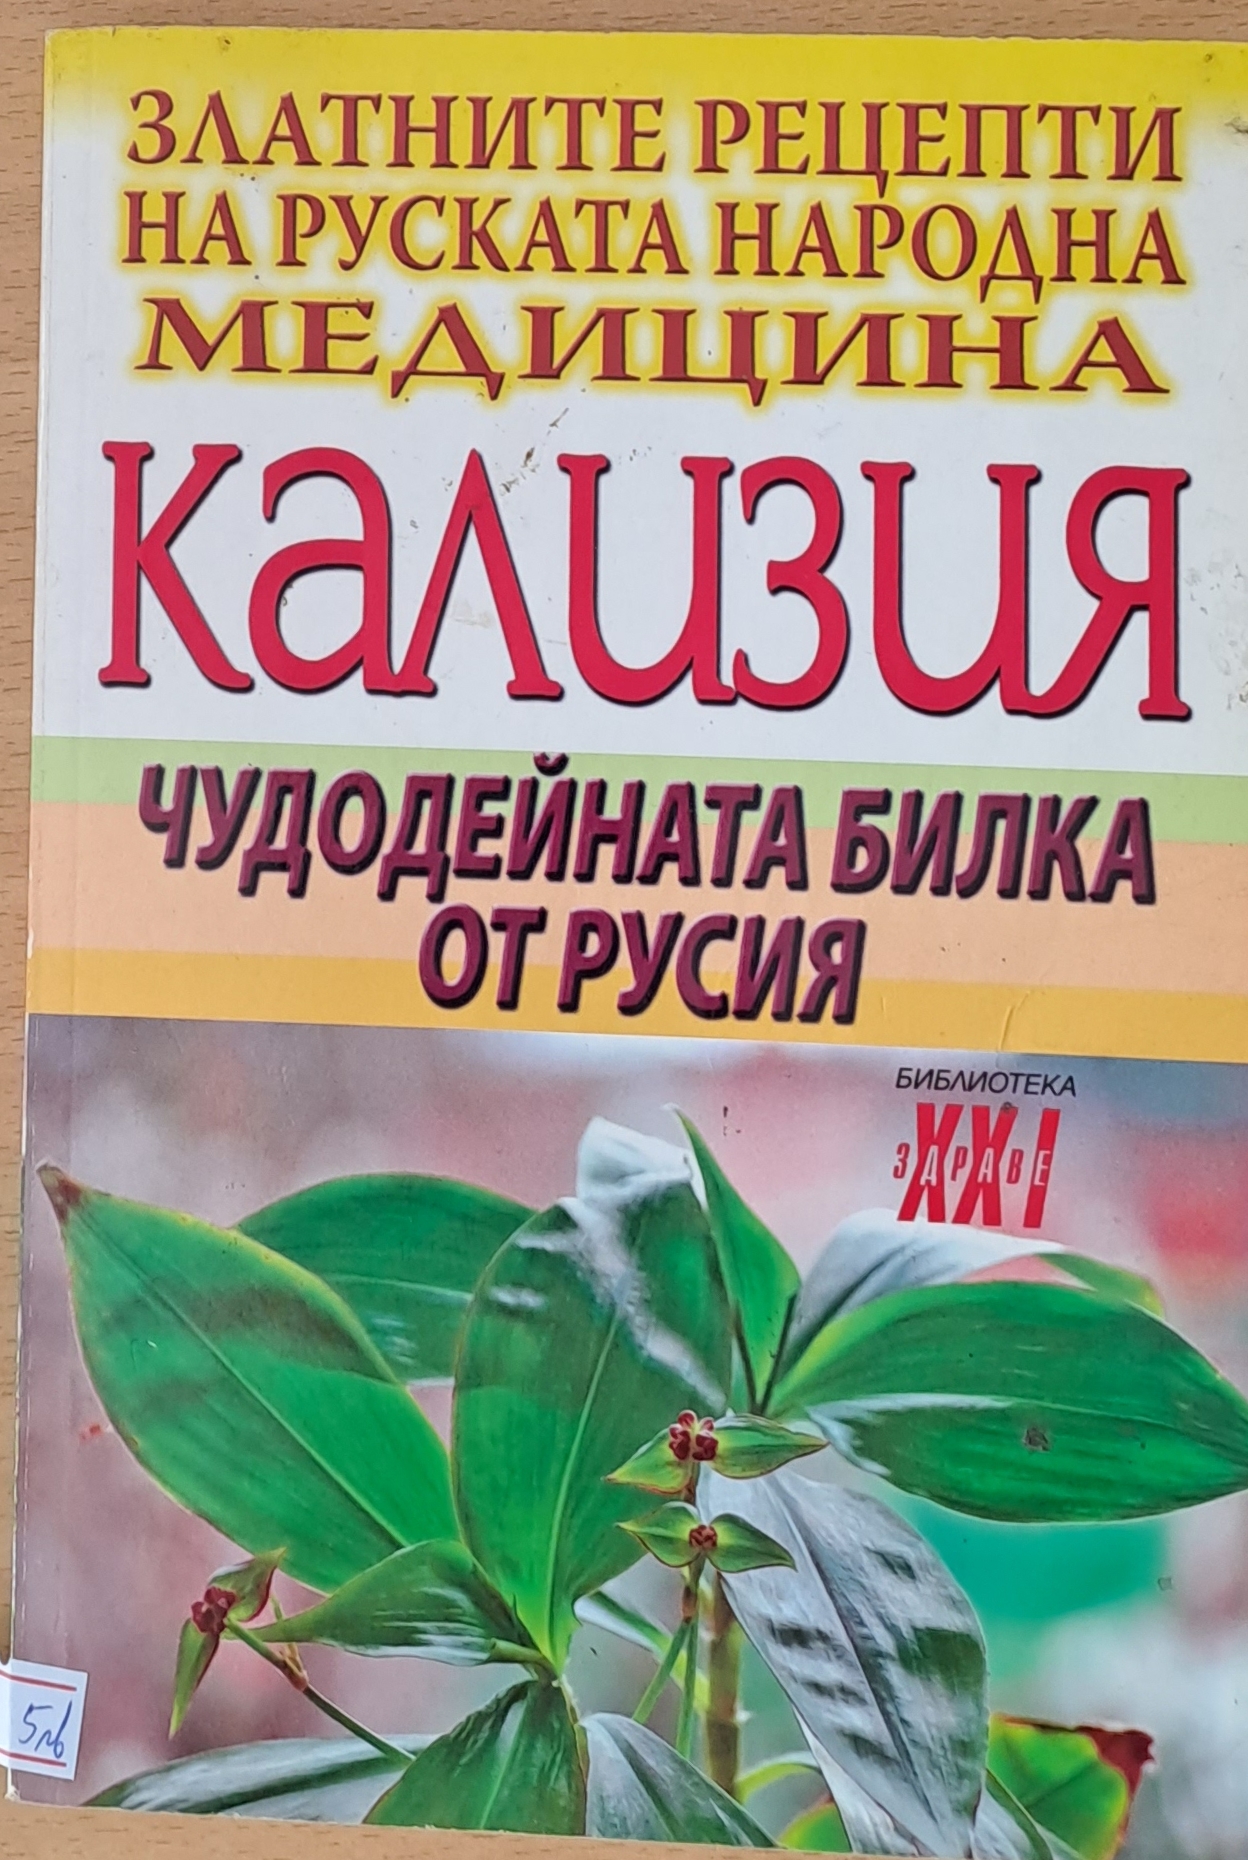 ЗЛАТНИТЕ РЕЦЕПТИ
НА РУСКАТА НАРОДНА
МЕДИЦИНА
Кализия
ЧУДОДЕЙНАТА БИЛКА
ОТ РУСИЯ
БИБЛИОТЕКА
XXI
ЗДРАВЕ
5лв